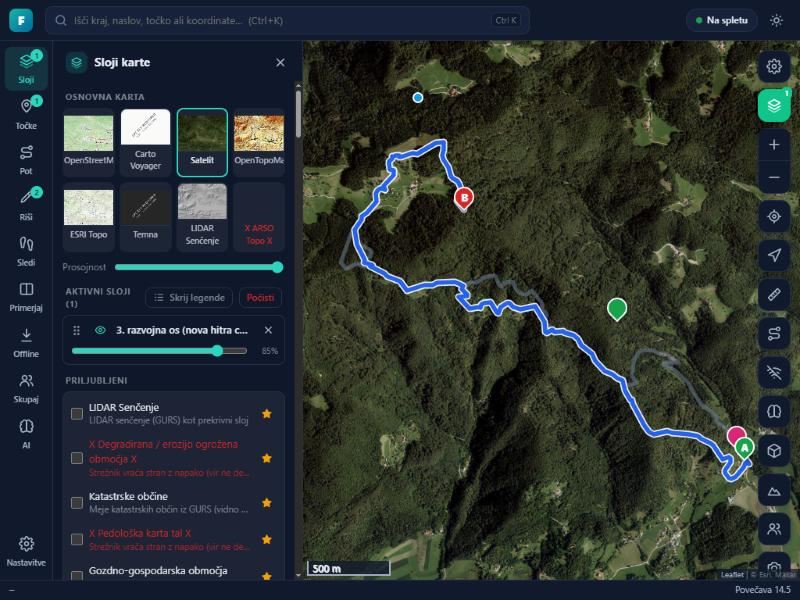 F
Išči kraj, naslov, točko ali koordinate... (Ctrl+K)
Ctrl K
Na spletu
1
Sloji
1
Točke
Pot
2
Riši
Sledi
Primerjaj
Offline
Skupaj
AI
Nastavitve
Sloji karte
OSNOVNA KARTA
OpenStreetM
Carto
Voyager
Satelit
OpenTopoMa
ESRI Topo
Temna
LIDAR
Senčenje
X ARSO
Topo X
Prosojnost
AKTIVNI SLOJI
(1)
Skrij legende
Počisti
3. razvojna os (nova hitra c...
85%
PRILJUBLJENI
LIDAR Senčenje
LIDAR senčenje (GURS) kot prekrivni sloj
X Degradirana / erozijo ogrožena
območja X
Strežnik vrača stran z napako (vir ne de...
Katastrske občine
Meje katastrskih občin iz GURS (vidno ...
X Pedološka karta tal X
Strežnik vrača stran z napako (vir ne de...
Gozdno-gospodarska območja
B
A
1
500 m
Leaflet | © Esri, Maxar
Povečava 14.5